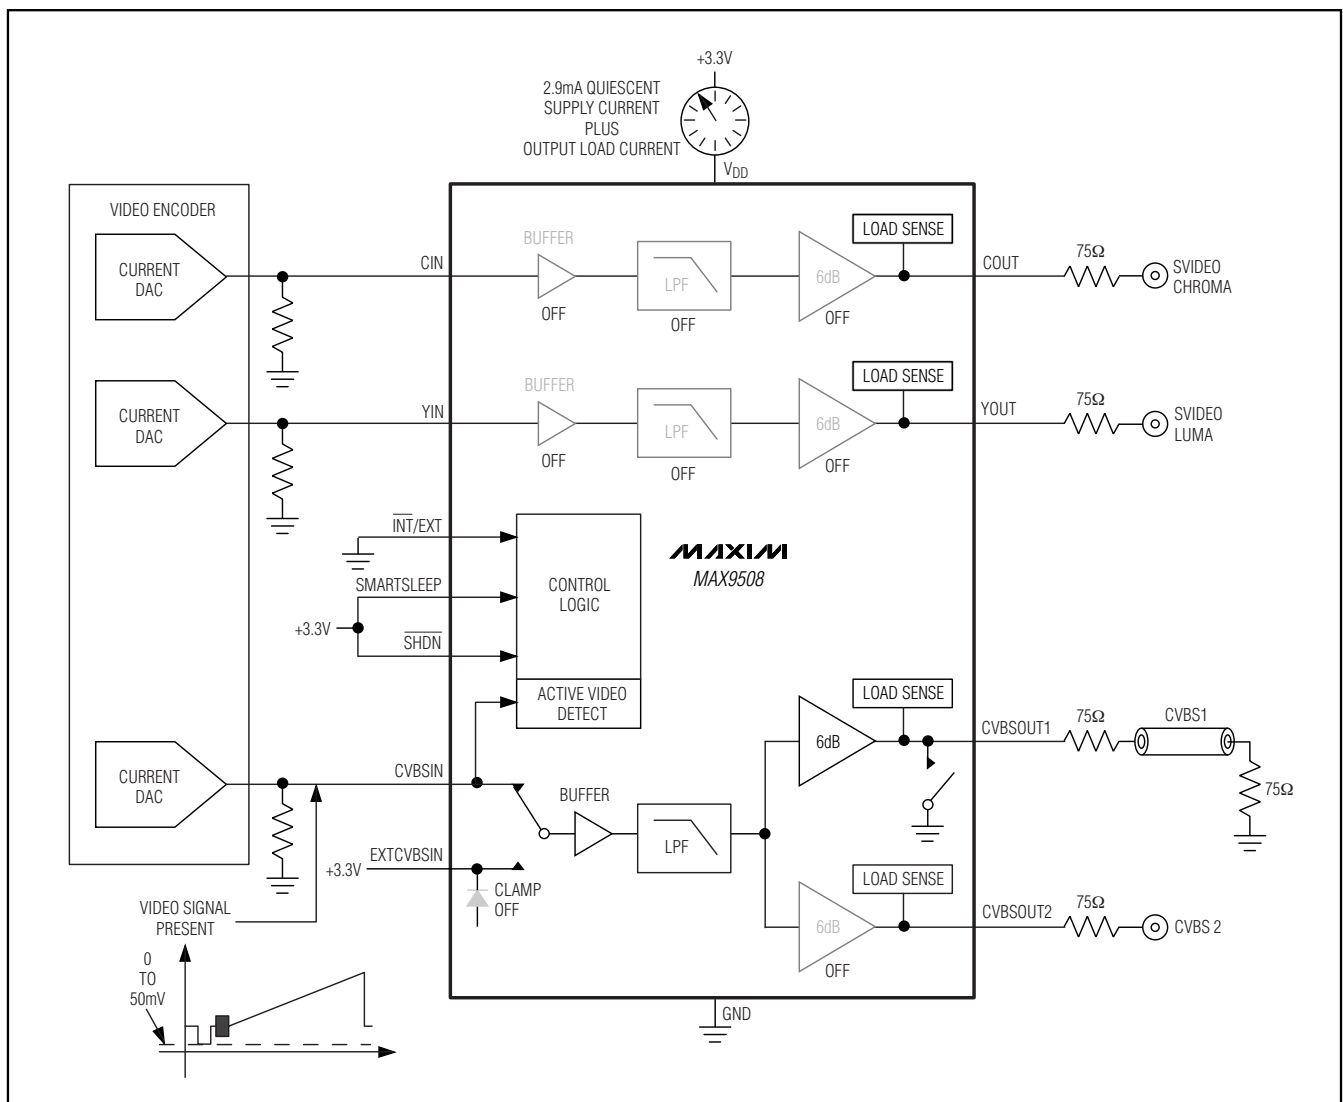 +3.3V
2.9mA QUIESCENT
SUPPLY CURRENT
PLUS
OUTPUT LOAD CURRENT
VDD
VIDEO ENCODER
CURRENT
DAC
CIN
BUFFER
OFF
LPF
OFF
6dB
OFF
LOAD SENSE
COUT
75Ω
SVIDEO
CHROMA
CURRENT
DAC
YIN
BUFFER
OFF
LPF
OFF
6dB
OFF
LOAD SENSE
YOUT
75Ω
SVIDEO
LUMA
INT/EXT
SMARTSLEEP
+3.3V
SHDN
CONTROL
LOGIC
ACTIVE VIDEO
DETECT
MAXIM
MAX9508
CURRENT
DAC
CVBSIN
BUFFER
LPF
6dB
LOAD SENSE
CVBSOUT1
75Ω
CVBS1
75Ω
+3.3V
EXTCVBSIN
CLAMP
OFF
6dB
OFF
LOAD SENSE
CVBSOUT2
75Ω
CVBS 2
VIDEO SIGNAL
PRESENT
0
TO
50mV
GND